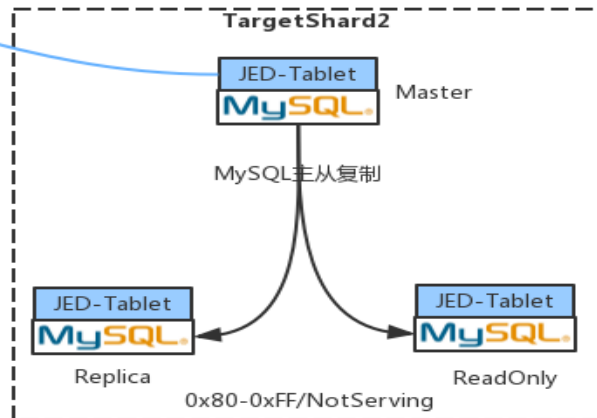 TargetShard2
JED-Tablet
MySQL®
Master
MySQL主从复制
JED-Tablet
MySQL®
Replica
JED-Tablet
MySQL®
ReadOnly
0x80-0xFF/NotServing